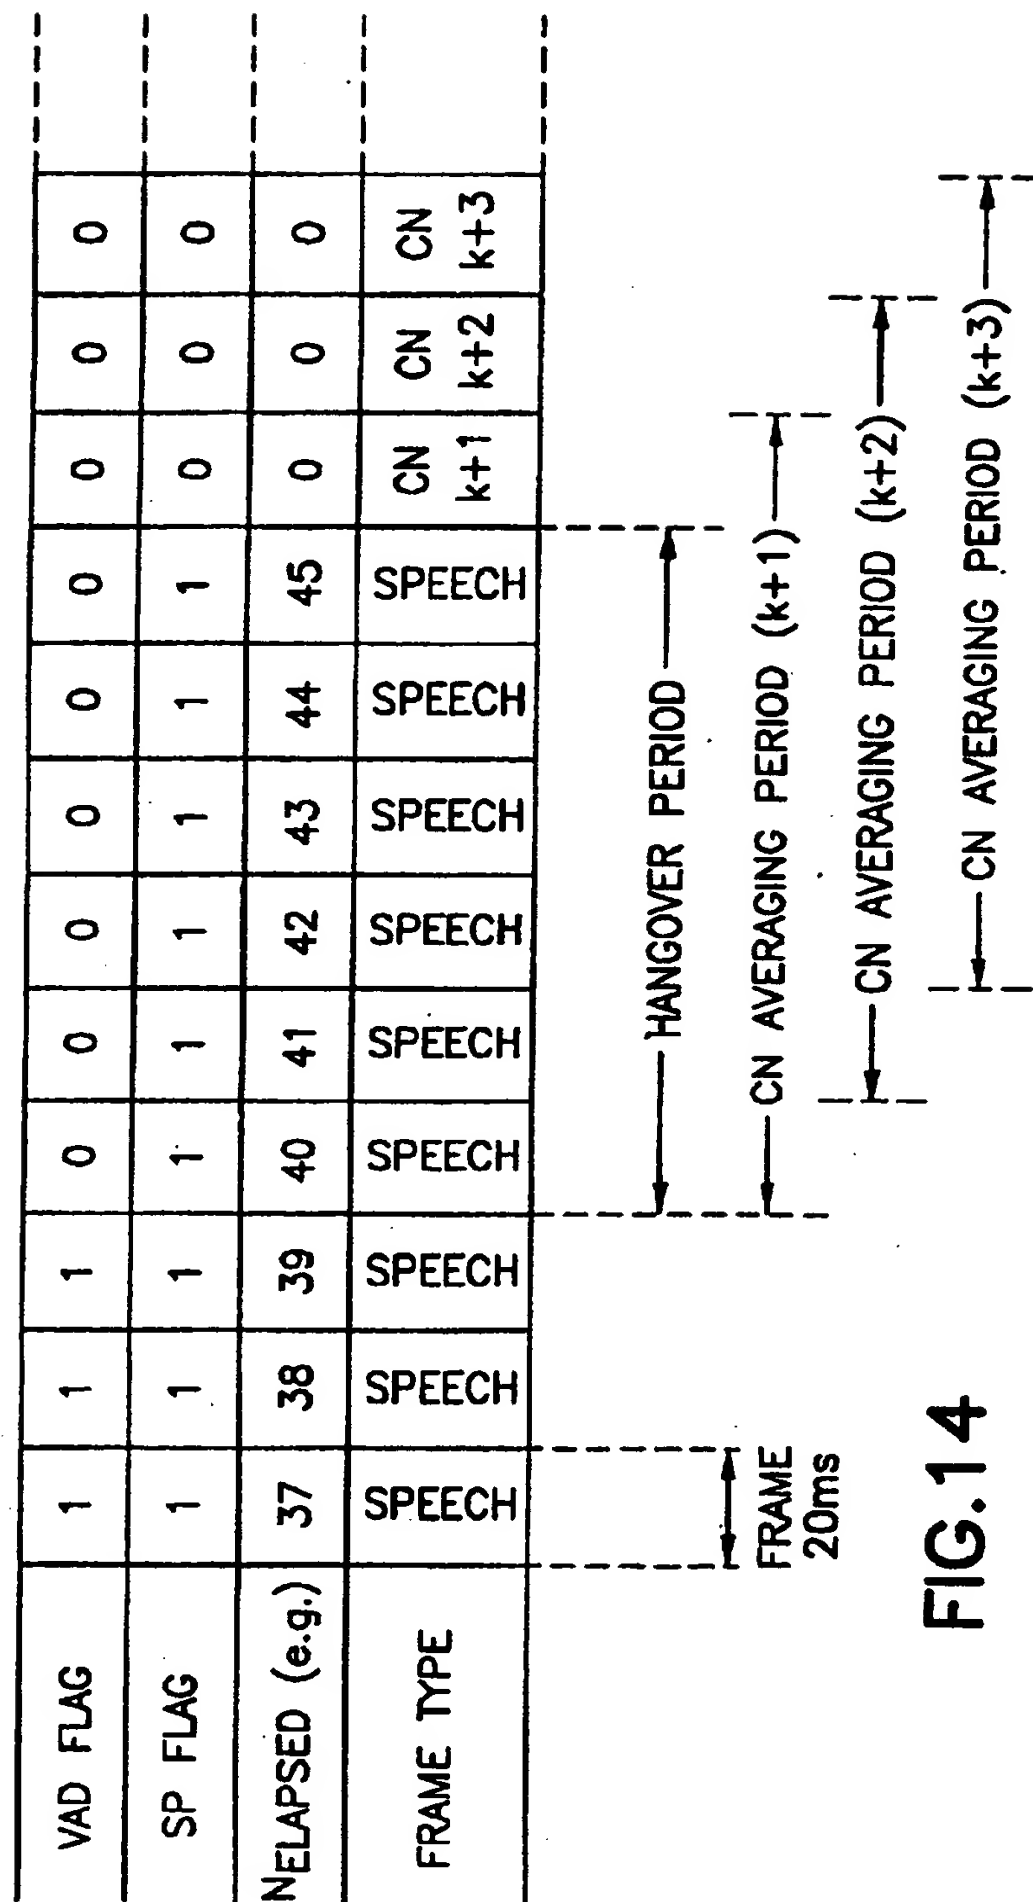 VAD FLAG 1 1 1 0 0 0 0 0 0 0 0 0
SP FLAG 1 1 1 1 1 1 1 1 1 0 0 0
NELAPSED (e.g.) 37 38 39 40 41 42 43 44 45 0 0 0
FRAME TYPE SPEECH SPEECH SPEECH SPEECH SPEECH SPEECH SPEECH SPEECH SPEECH CN CN CN
k+1 k+2 k+3
HANGOVER PERIOD
FRAME
20ms
CN AVERAGING PERIOD (k+1)
CN AVERAGING PERIOD (k+2)
CN AVERAGING PERIOD (k+3)
FIG.14